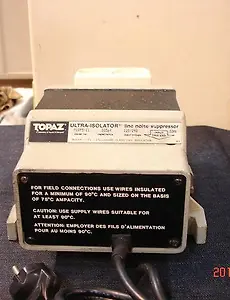 TOPAZ
ULTRA-ISOLATOR line noise suppressor
FOR FIELD CONNECTIONS USE WIRES INSULATED
FOR A MINIMUM OF 90°C AND SIZED ON THE BASIS
OF 75°C AMPACITY.
CAUTION: USE SUPPLY WIRES SUITABLE FOR
AT LEAST 90°C.
ATTENTION: EMPLOYER DES FILS D'ALIMENTATION
POUR AU MOINS 90°C.
201